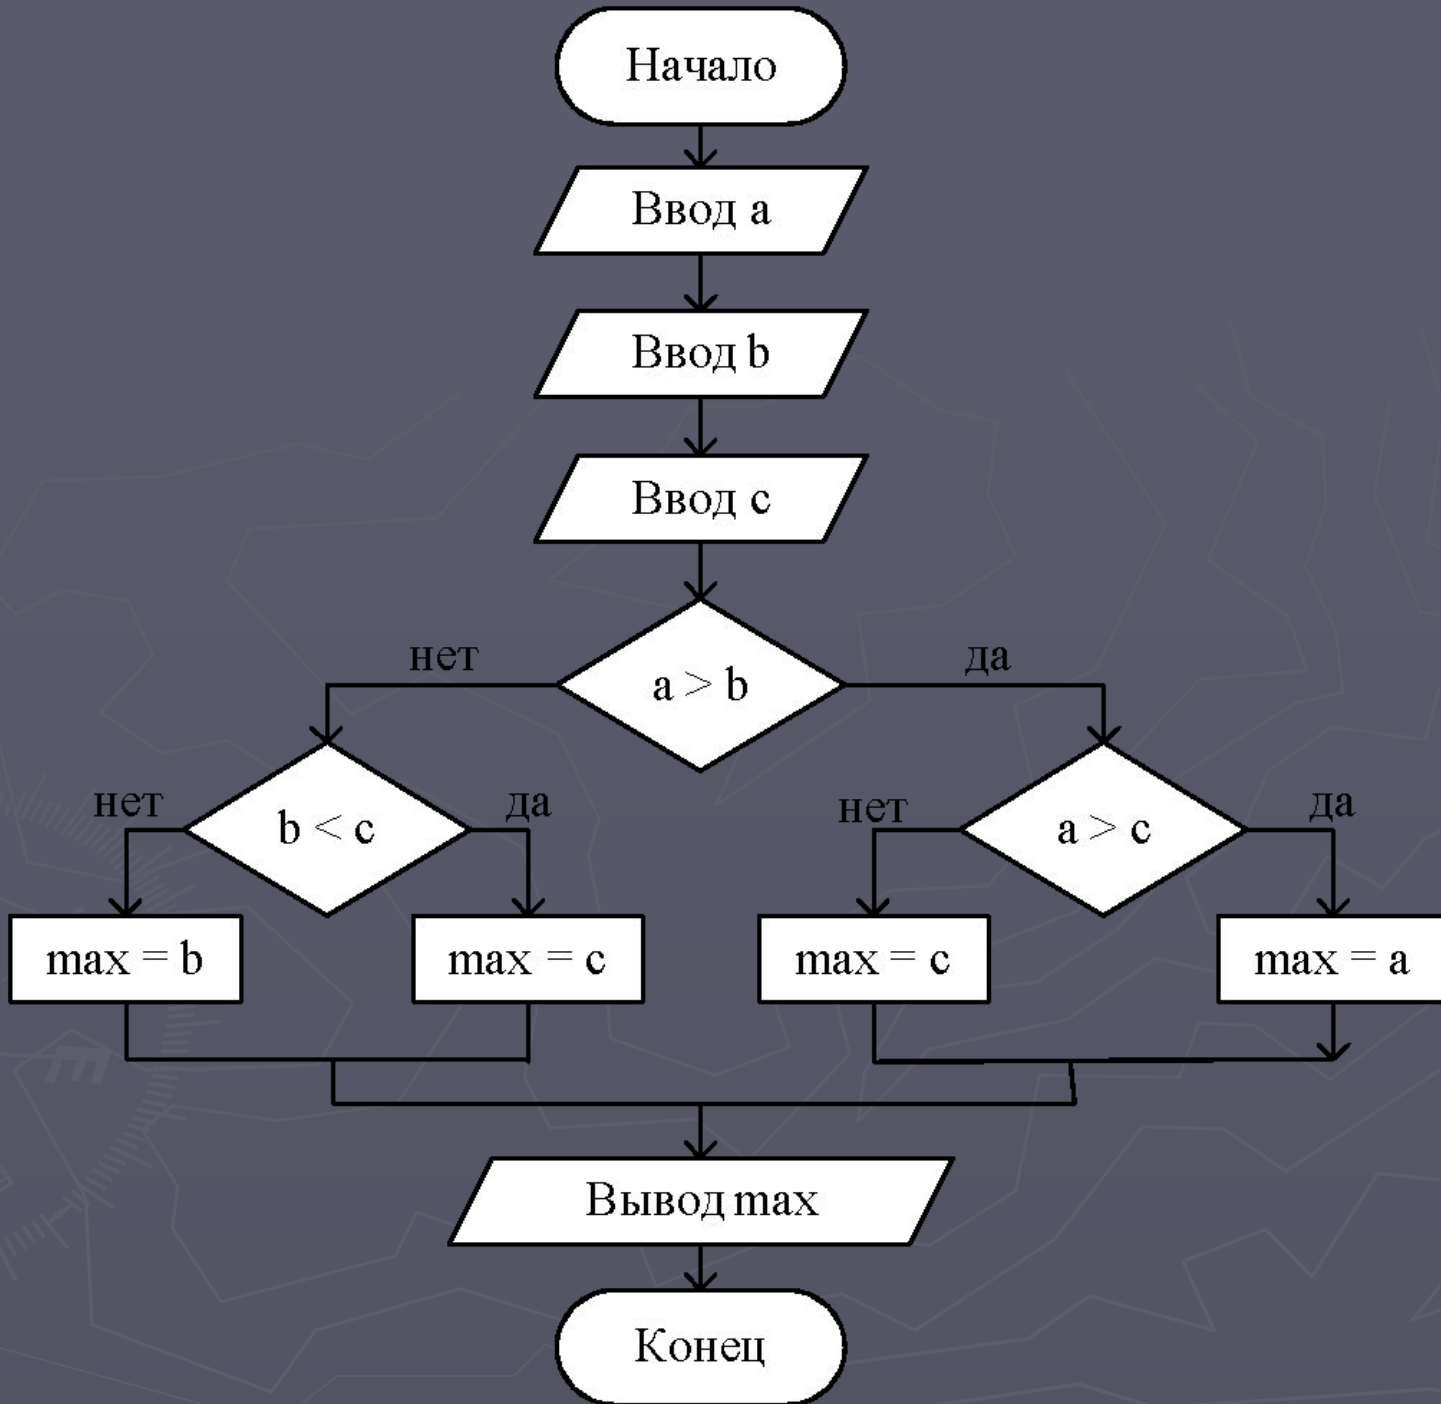 Начало
Ввод a
Ввод b
Ввод c
a > b
нет
да
b < c
нет
да
a > c
нет
да
max = b
max = c
max = c
max = a
Вывод max
Конец